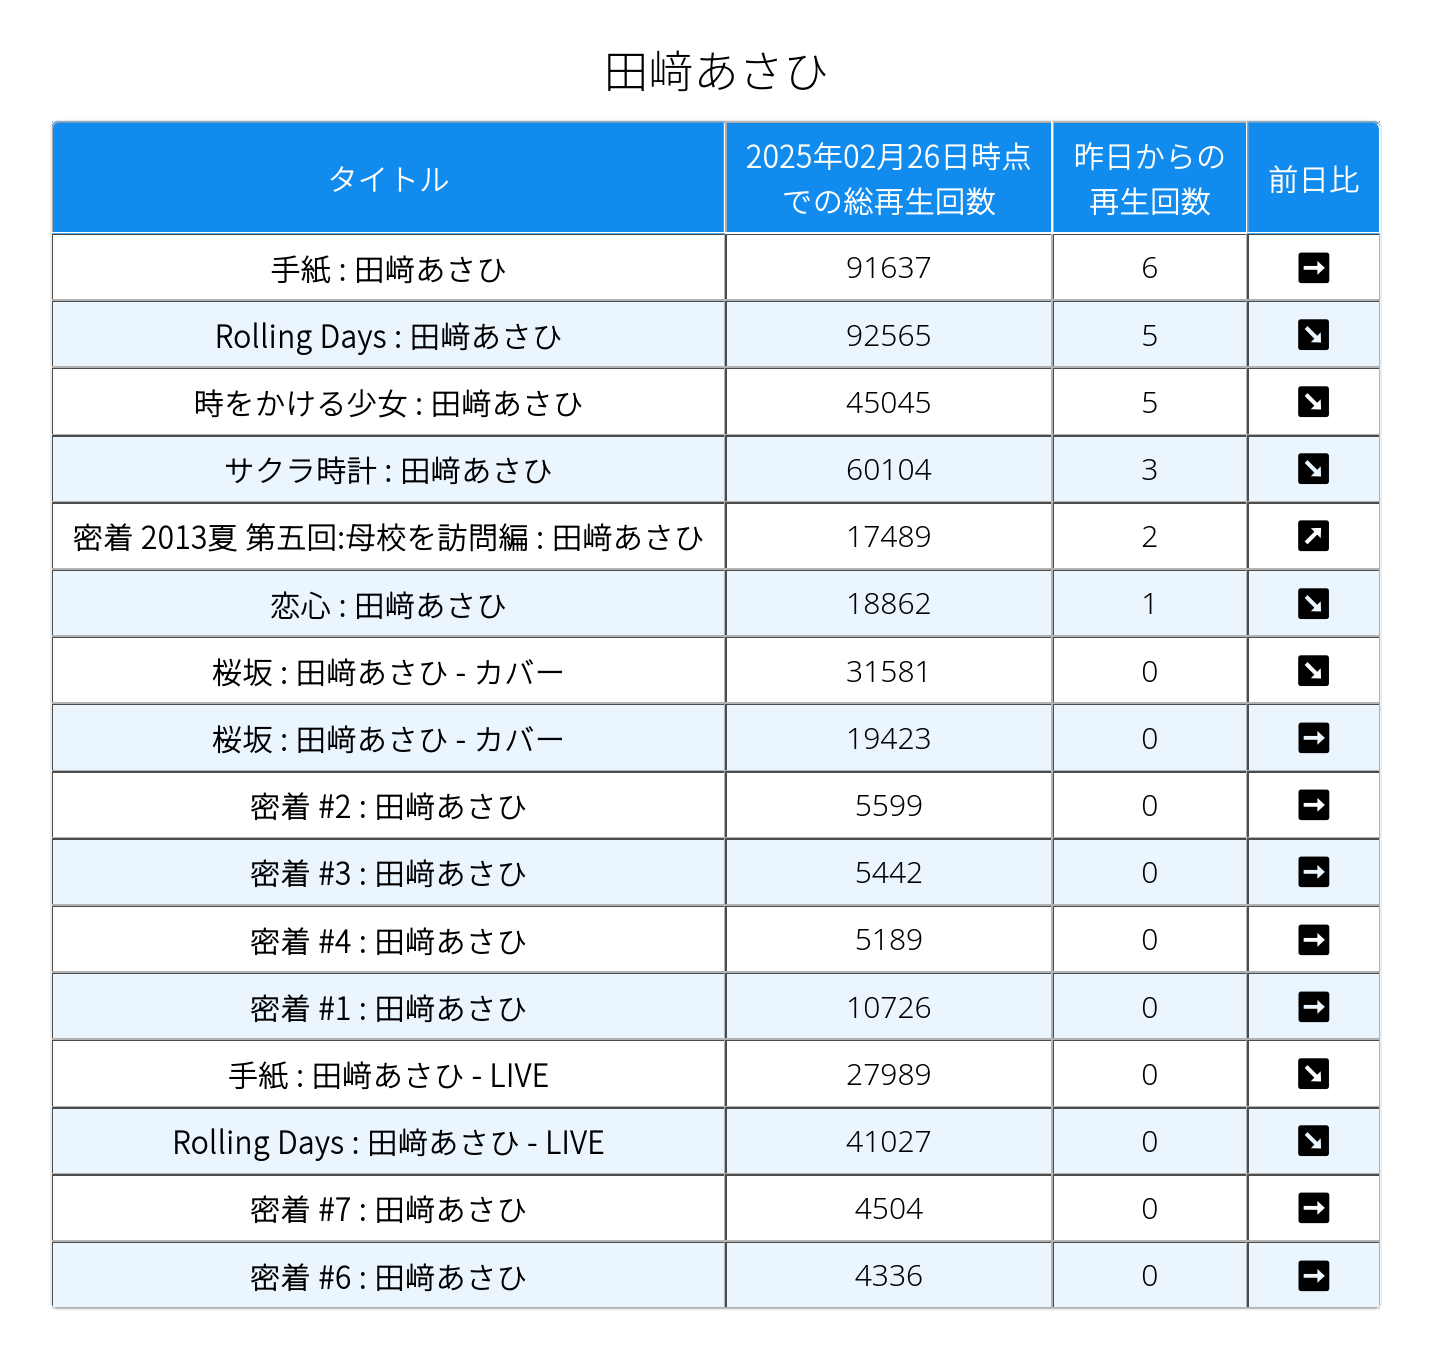 田﨑あさひ
タイトル 2025年02月26日時点での総再生回数 昨日からの再生回数 前日比
手紙 : 田﨑あさひ 91637 6 ➡
Rolling Days : 田﨑あさひ 92565 5 ↘
時をかける少女 : 田﨑あさひ 45045 5 ↘
サクラ時計 : 田﨑あさひ 60104 3 ↘
密着 2013夏 第五回:母校を訪問編 : 田﨑あさひ 17489 2 ↗
恋心 : 田﨑あさひ 18862 1 ↘
桜坂 : 田﨑あさひ - カバー 31581 0 ↘
桜坂 : 田﨑あさひ - カバー 19423 0 ➡
密着 #2 : 田﨑あさひ 5599 0 ➡
密着 #3 : 田﨑あさひ 5442 0 ➡
密着 #4 : 田﨑あさひ 5189 0 ➡
密着 #1 : 田﨑あさひ 10726 0 ➡
手紙 : 田﨑あさひ - LIVE 27989 0 ↘
Rolling Days : 田﨑あさひ - LIVE 41027 0 ↘
密着 #7 : 田﨑あさひ 4504 0 ➡
密着 #6 : 田﨑あさひ 4336 0 ➡